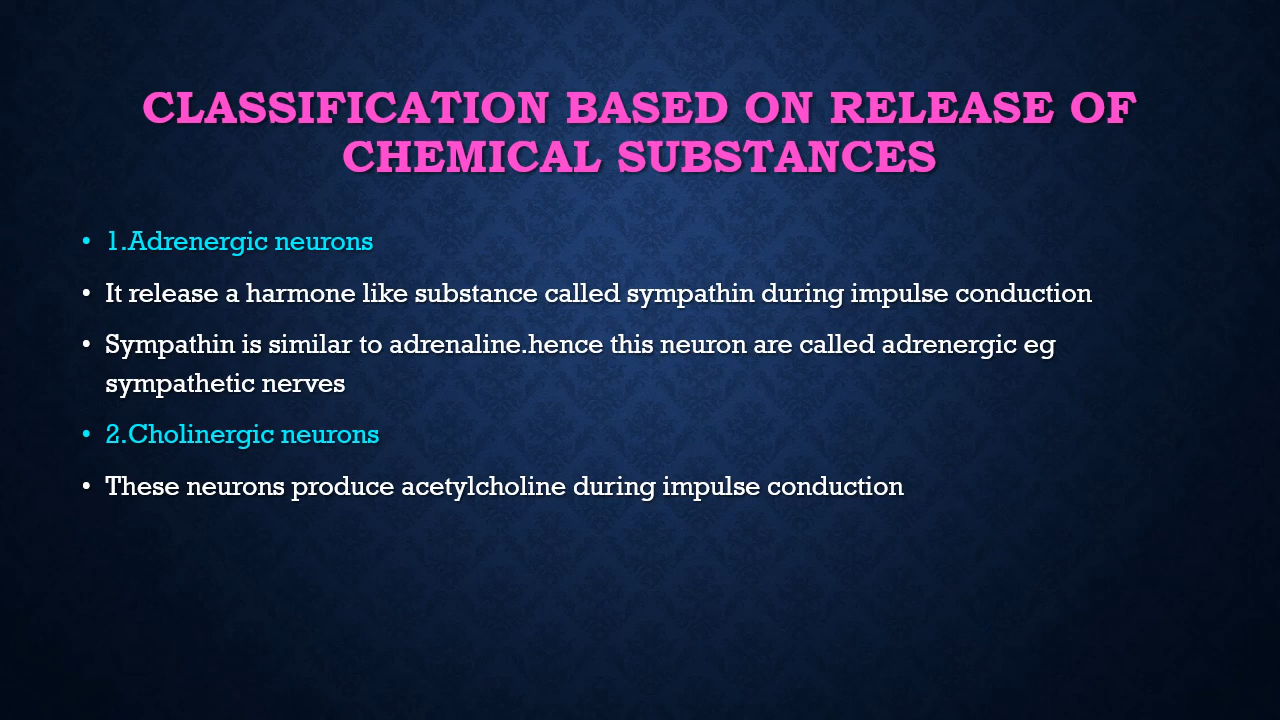 CLASSIFICATION BASED ON RELEASE OF
CHEMICAL SUBSTANCES
• 1.Adrenergic neurons
• It release a harmone like substance called sympathin during impulse conduction
• Sympathin is similar to adrenaline.hence this neuron are called adrenergic eg
sympathetic nerves
• 2.Cholinergic neurons
• These neurons produce acetylcholine during impulse conduction